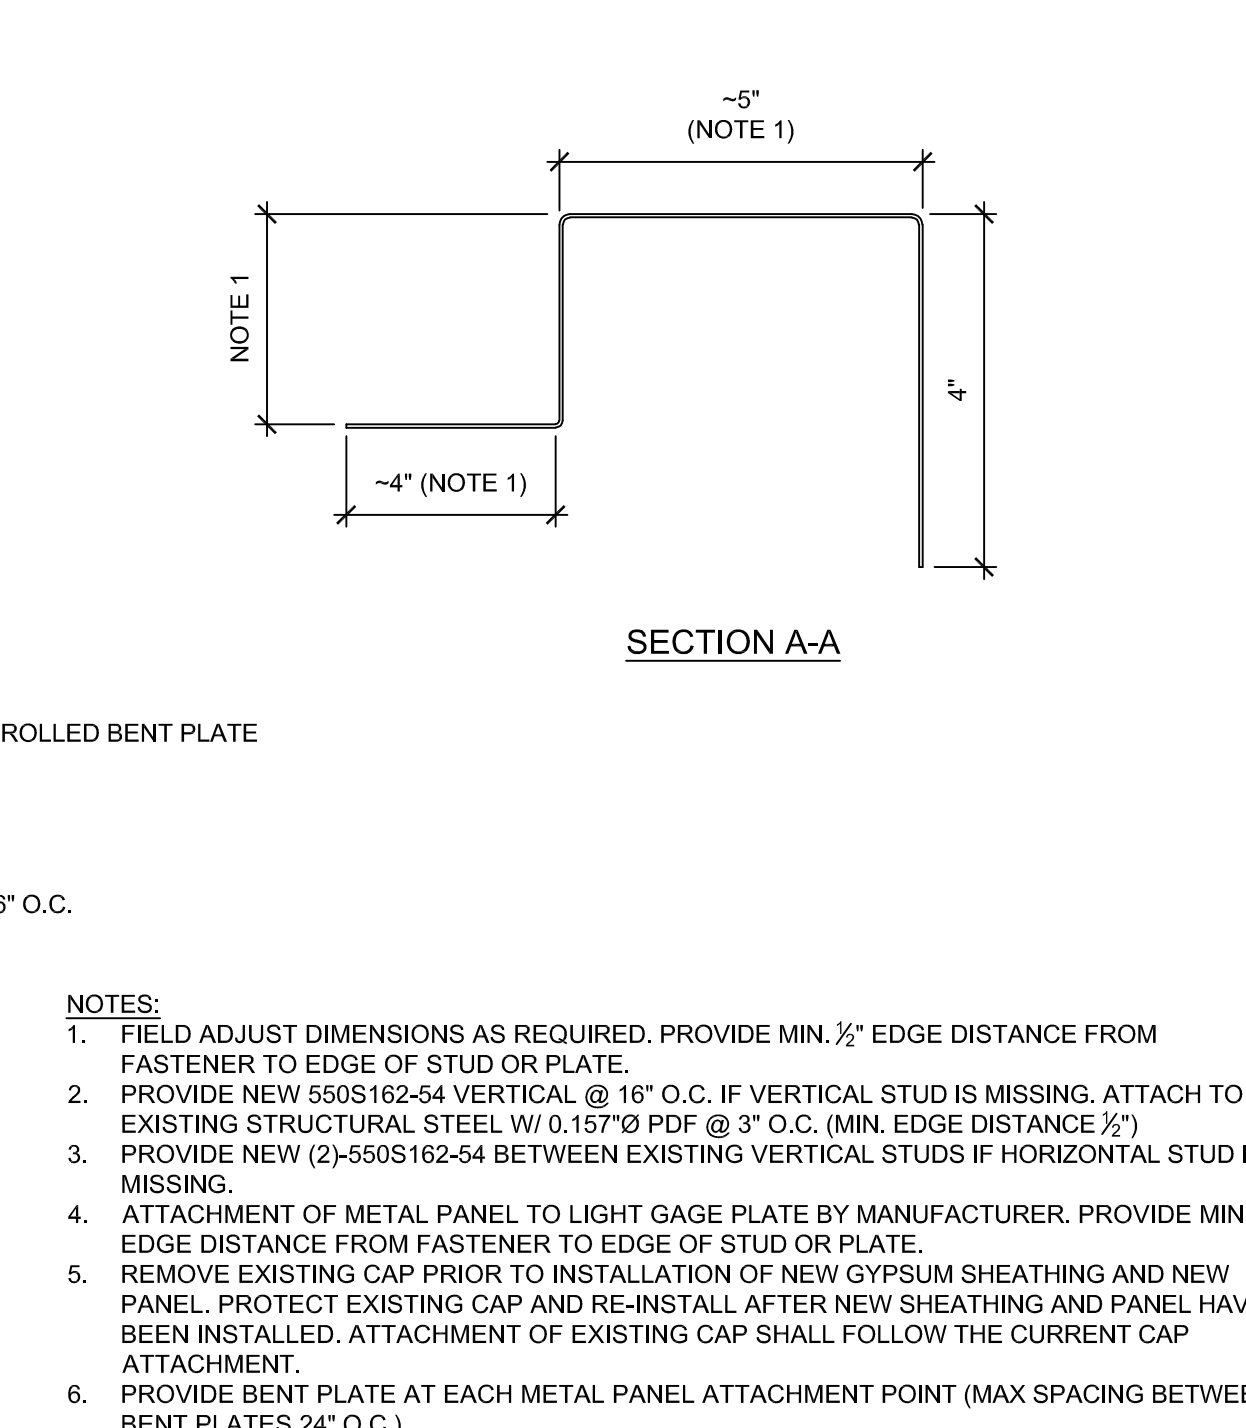 ~5"
(NOTE 1)
NOTE 1
4"
~4" (NOTE 1)
SECTION A-A
ROLLED BENT PLATE
6" O.C.
NOTES:
1. FIELD ADJUST DIMENSIONS AS REQUIRED. PROVIDE MIN. ½" EDGE DISTANCE FROM
FASTENER TO EDGE OF STUD OR PLATE.
2. PROVIDE NEW 550S162-54 VERTICAL @ 16" O.C. IF VERTICAL STUD IS MISSING. ATTACH TO
EXISTING STRUCTURAL STEEL W/ 0.157"Ø PDF @ 3" O.C. (MIN. EDGE DISTANCE ½")
3. PROVIDE NEW (2)-550S162-54 BETWEEN EXISTING VERTICAL STUDS IF HORIZONTAL STUD
MISSING.
4. ATTACHMENT OF METAL PANEL TO LIGHT GAGE PLATE BY MANUFACTURER. PROVIDE MIN
EDGE DISTANCE FROM FASTENER TO EDGE OF STUD OR PLATE.
5. REMOVE EXISTING CAP PRIOR TO INSTALLATION OF NEW GYPSUM SHEATHING AND NEW
PANEL. PROTECT EXISTING CAP AND RE-INSTALL AFTER NEW SHEATHING AND PANEL HAV
BEEN INSTALLED. ATTACHMENT OF EXISTING CAP SHALL FOLLOW THE CURRENT CAP
ATTACHMENT.
6. PROVIDE BENT PLATE AT EACH METAL PANEL ATTACHMENT POINT (MAX SPACING BETWEE
BENT PLATES 24" O.C.)